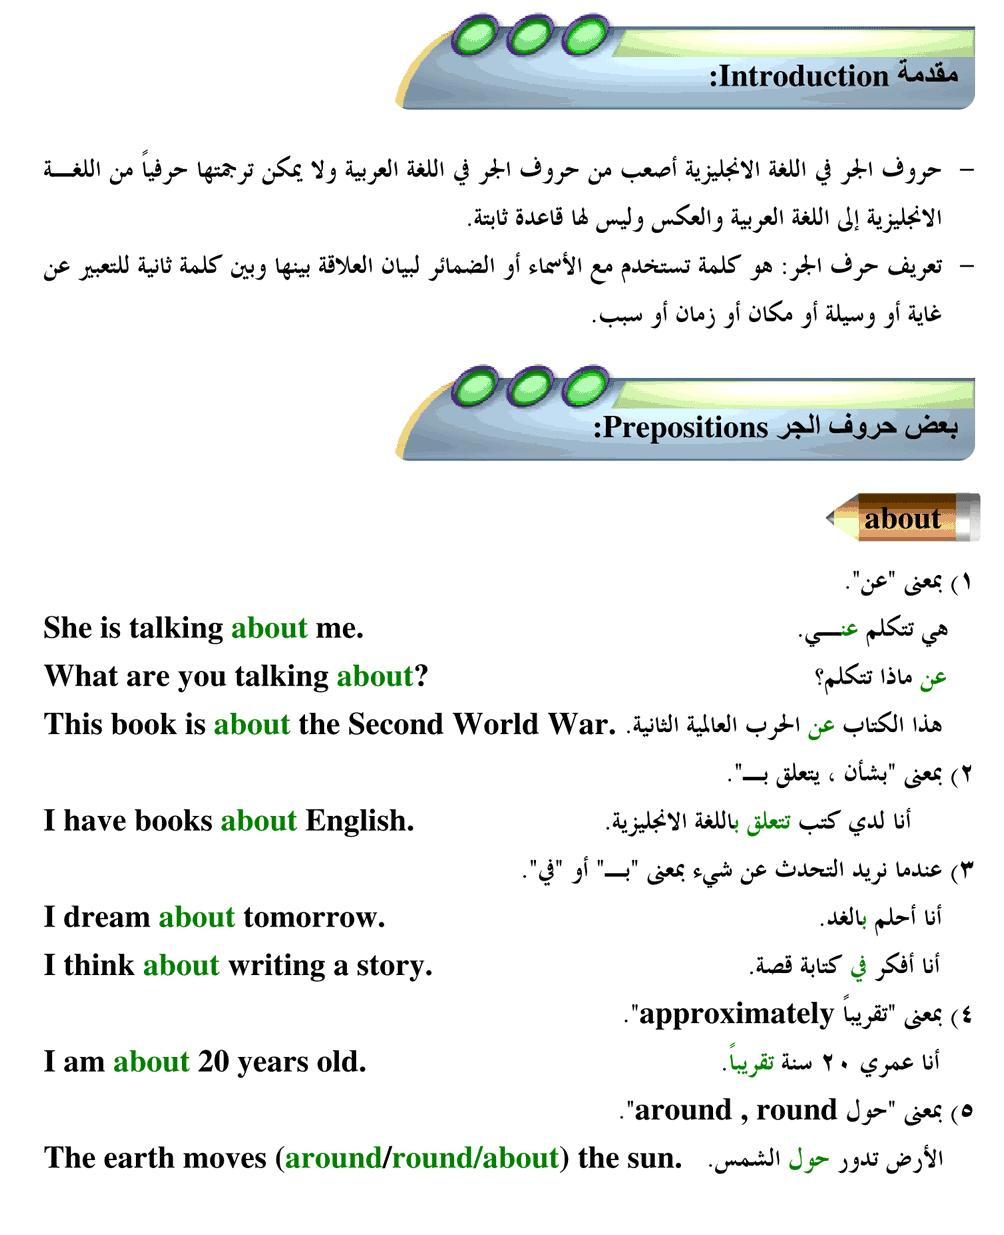 مقدمة Introduction:
– حروف الجر في اللغة الانجليزية أصعب من حروف الجر في اللغة العربية ولا يمكن ترجمتها حرفياً من اللغـــة
الانجليزية إلى اللغة العربية والعكس وليس لها قاعدة ثابتة.
– تعريف حرف الجر: هو كلمة تستخدم مع الأسماء أو الضمائر لبيان العلاقة بينها وبين كلمة ثانية للتعبير عن
غاية أو وسيلة أو مكان أو زمان أو سبب.
بعض حروف الجر Prepositions:
about
١) بمعنى "عن".
She is talking about me. هي تتكلم عنـــي.
What are you talking about? عن ماذا تتكلم؟
This book is about the Second World War. هذا الكتاب عن الحرب العالمية الثانية.
٢) بمعنى "بشأن ، يتعلق بـــ".
I have books about English. أنا لدي كتب تتعلق باللغة الانجليزية.
٣) عندما نريد التحدث عن شيء بمعنى "بـــ" أو "في".
I dream about tomorrow. أنا أحلم بالغد.
I think about writing a story. أنا أفكر في كتابة قصة.
٤) بمعنى "تقريباً approximately".
I am about 20 years old. أنا عمري ٢٠ سنة تقريباً.
٥) بمعنى "حول around , round".
The earth moves (around/round/about) the sun. الأرض تدور حول الشمس.